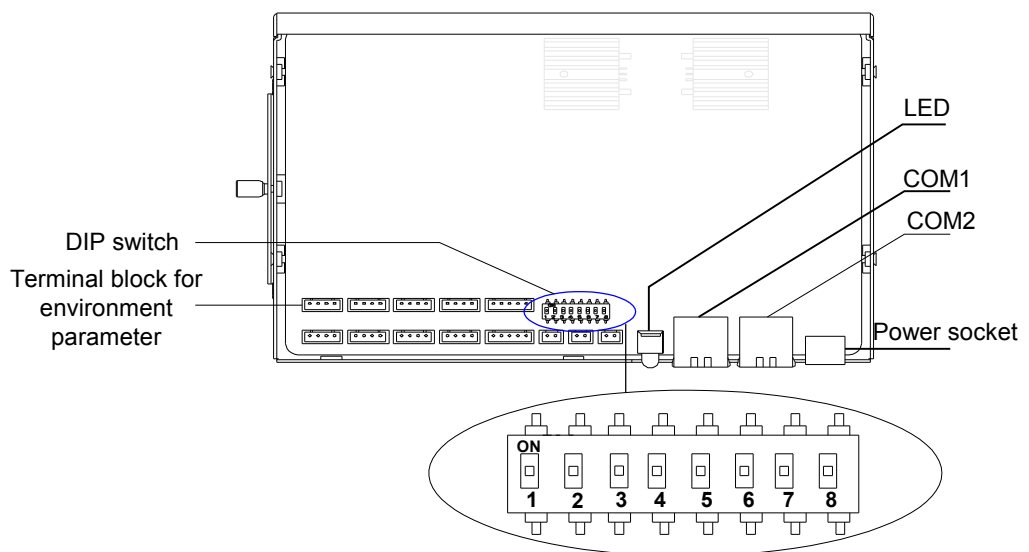 LED
COM1
COM2
DIP switch
Terminal block for
environment
parameter
Power socket
ON
1 2 3 4 5 6 7 8